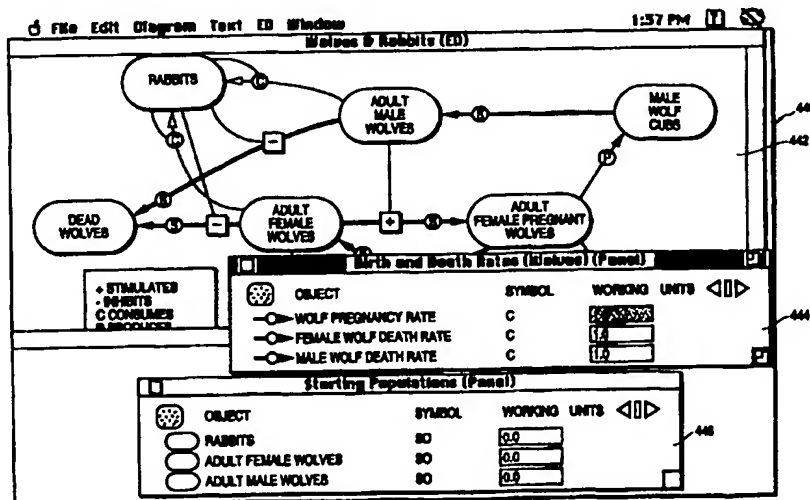 File Edit Diagram Text ED Window 1:37 PM
Wolves & Rabbits (ED)
RABBITS
C
ADULT MALE WOLVES
S
MALE WOLF CUBS
442
C
-
P
S
DEAD WOLVES
S
-
ADULT FEMALE WOLVES
+
S
ADULT FEMALE PREGNANT WOLVES
+ STIMULATES
- INHIBITS
C CONSUMES
P PRODUCES
Birth and Death Rates (Wolves) (Panel)
OBJECT SYMBOL WORKING UNITS
WOLF PREGNANCY RATE C
FEMALE WOLF DEATH RATE C 1.0
MALE WOLF DEATH RATE C 1.0
444
Starting Populations (Panel)
OBJECT SYMBOL WORKING UNITS
RABBITS SO 0.0
ADULT FEMALE WOLVES SO 0.0
ADULT MALE WOLVES SO 0.0
446